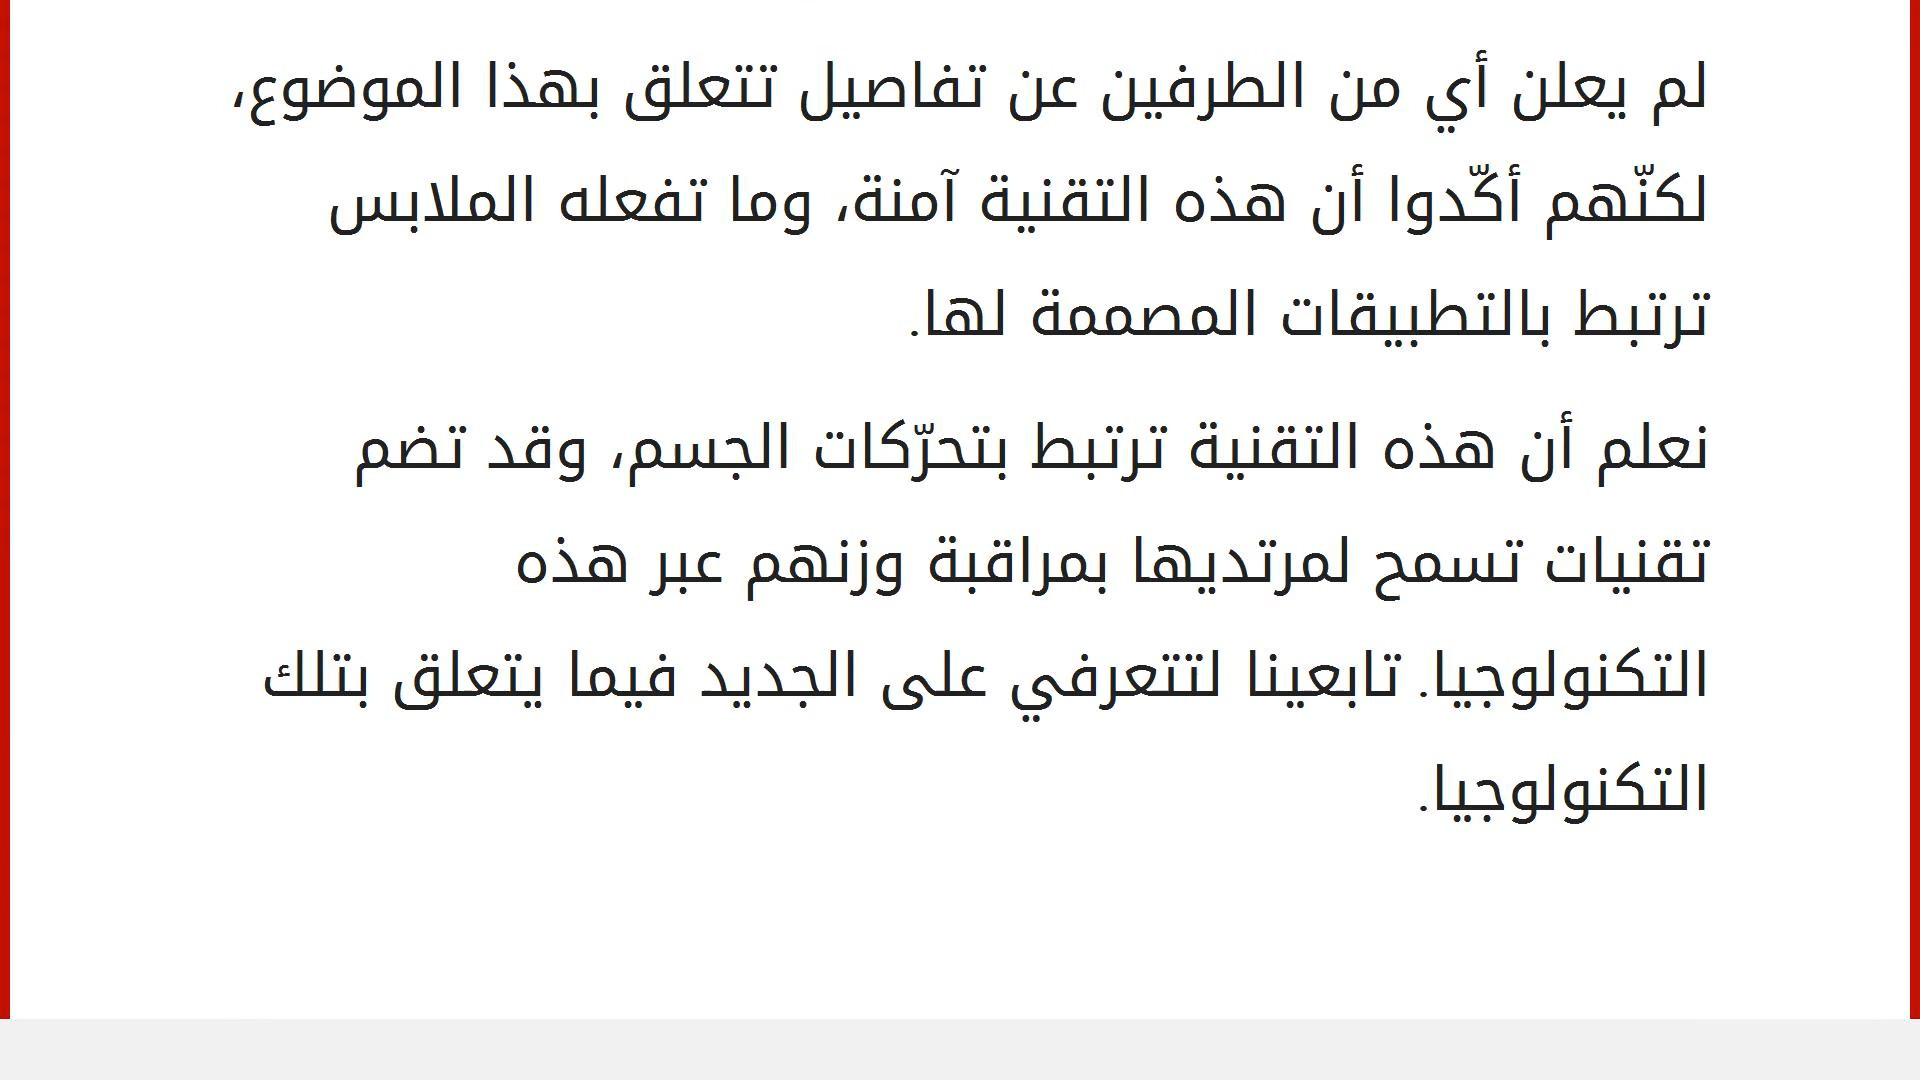 لم يعلن أي من الطرفين عن تفاصيل تتعلق بهذا الموضوع،
لكنّهم أكّدوا أن هذه التقنية آمنة، وما تفعله الملابس
ترتبط بالتطبيقات المصممة لها.
نعلم أن هذه التقنية ترتبط بتحرّكات الجسم، وقد تضم
تقنيات تسمح لمرتديها بمراقبة وزنهم عبر هذه
التكنولوجيا. تابعينا لتتعرفي على الجديد فيما يتعلق بتلك
التكنولوجيا.